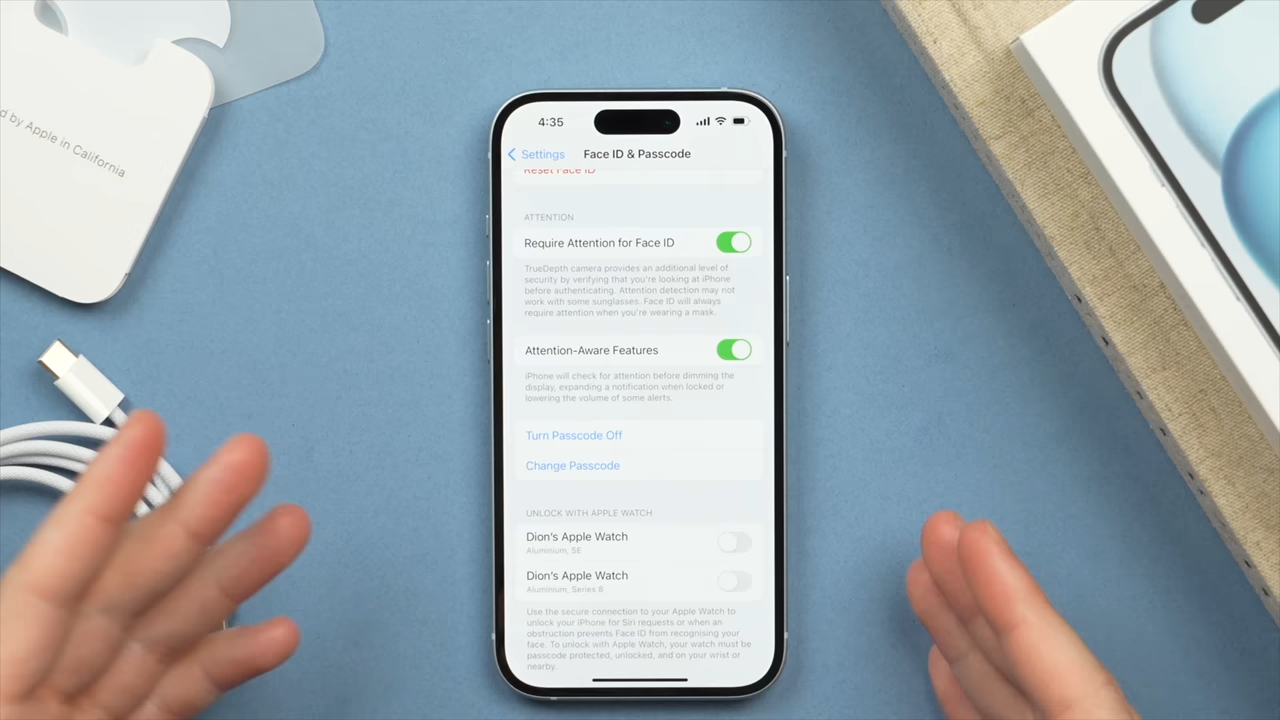 d by Apple in California
4:35
Settings
Face ID & Passcode
Reset Face ID
ATTENTION
Require Attention for Face ID
TrueDepth camera provides an additional level of
security by verifying that you're looking at iPhone
before authenticating. Attention detection may not
work with some sunglasses. Face ID will always
require attention when you're wearing a mask.
Attention-Aware Features
iPhone will check for attention before dimming the
display, expanding a notification when locked or
lowering the volume of some alerts.
Turn Passcode Off
Change Passcode
UNLOCK WITH APPLE WATCH
Dion's Apple Watch
Aluminium, SE
Dion's Apple Watch
Aluminium, Series 8
Use the secure connection to your Apple Watch to
unlock your iPhone for Siri requests or when an
obstruction prevents Face ID from recognising your
face. To unlock with Apple Watch, your watch must be
passcode protected, unlocked, and on your wrist or
nearby.